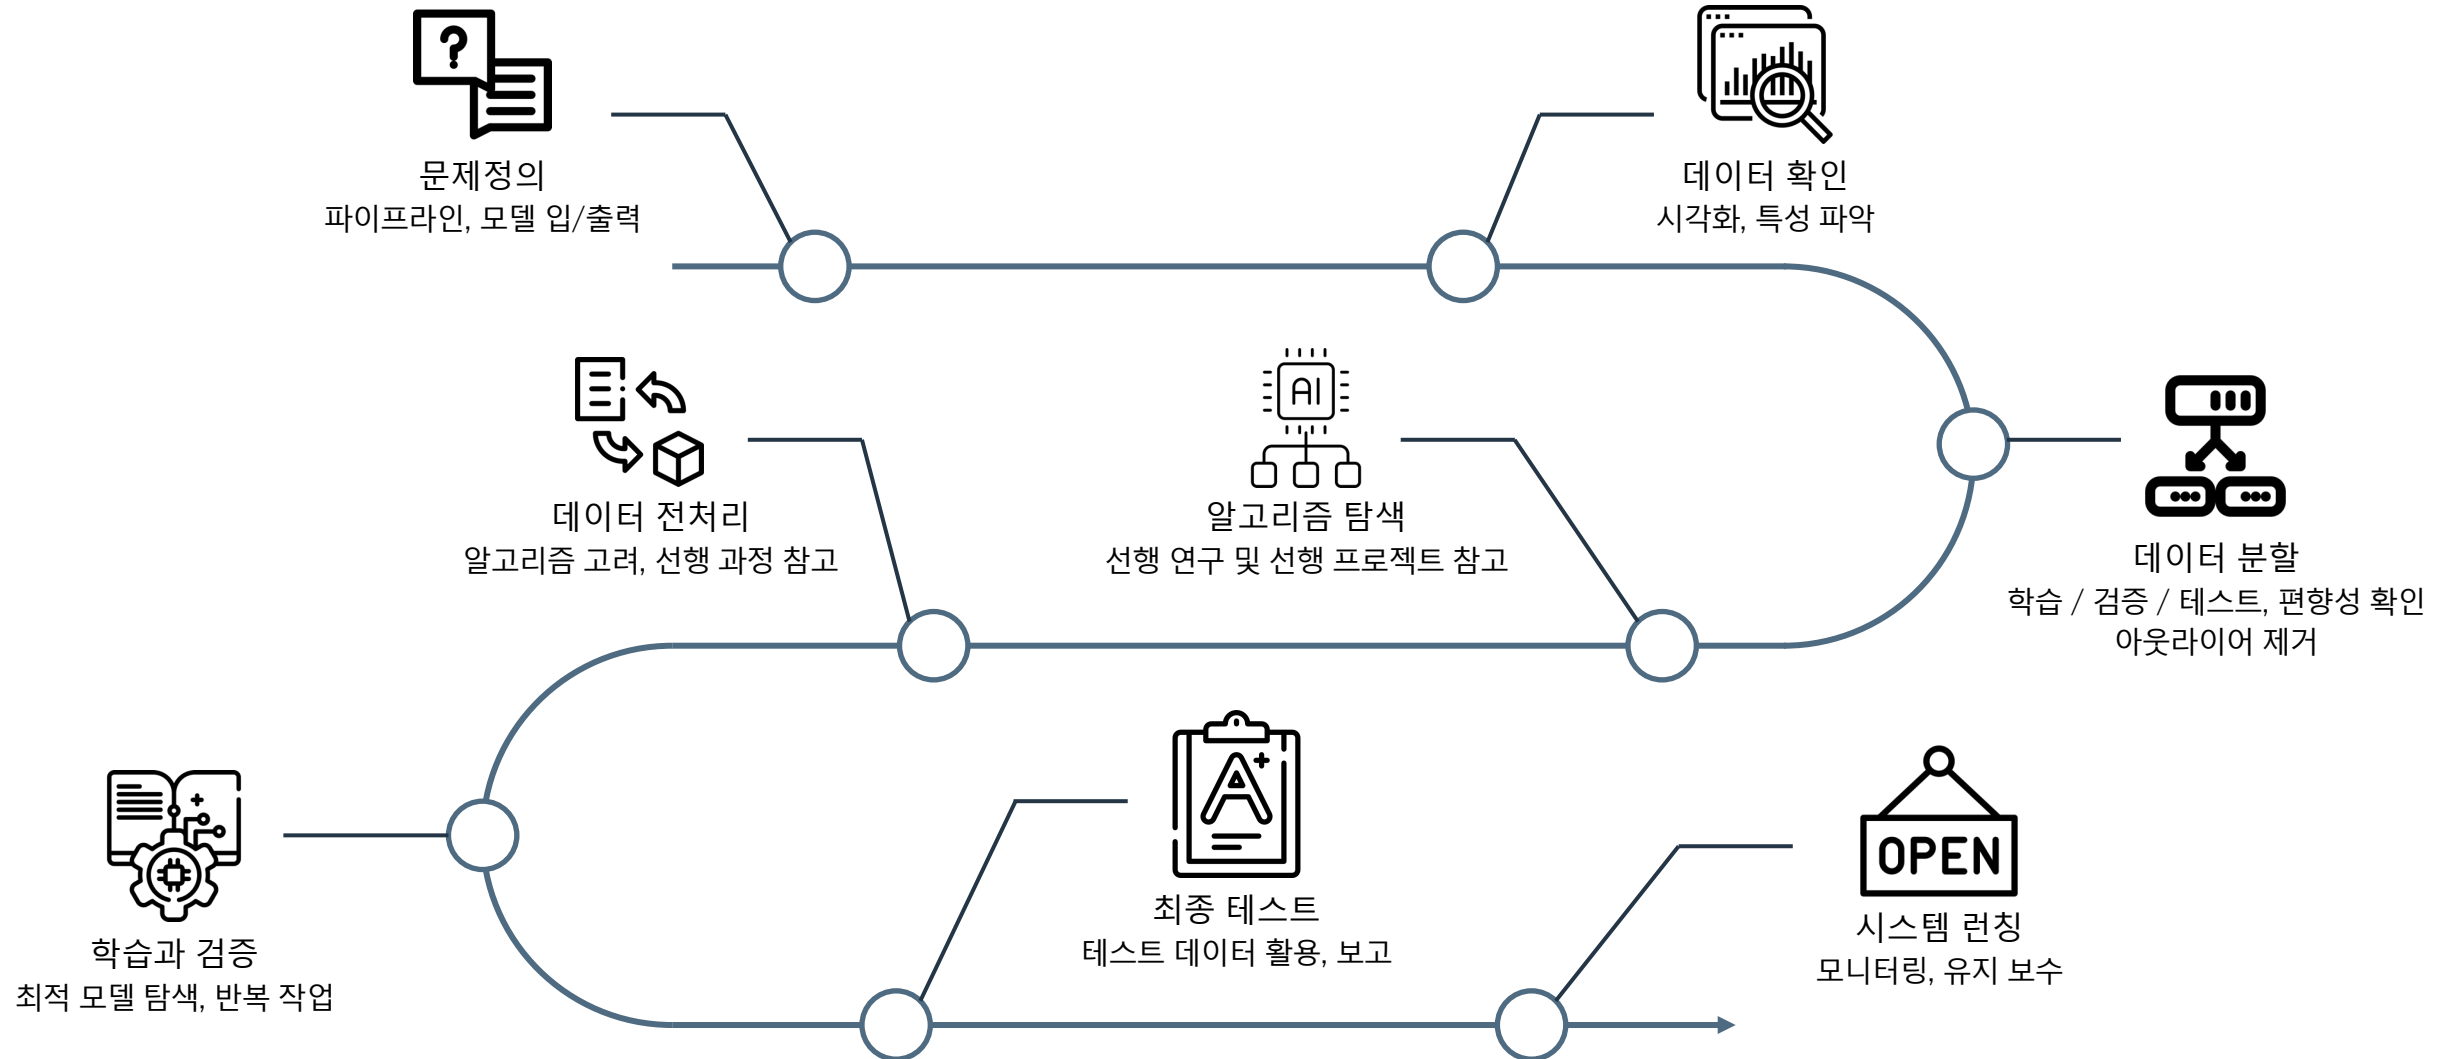 ?
문제정의
파이프라인, 모델 입/출력
데이터 확인
시각화, 특성 파악
데이터 분할
학습 / 검증 / 테스트, 편향성 확인
아웃라이어 제거
AI
알고리즘 탐색
선행 연구 및 선행 프로젝트 참고
데이터 전처리
알고리즘 고려, 선행 과정 참고
학습과 검증
최적 모델 탐색, 반복 작업
A+
최종 테스트
테스트 데이터 활용, 보고
OPEN
시스템 런칭
모니터링, 유지 보수